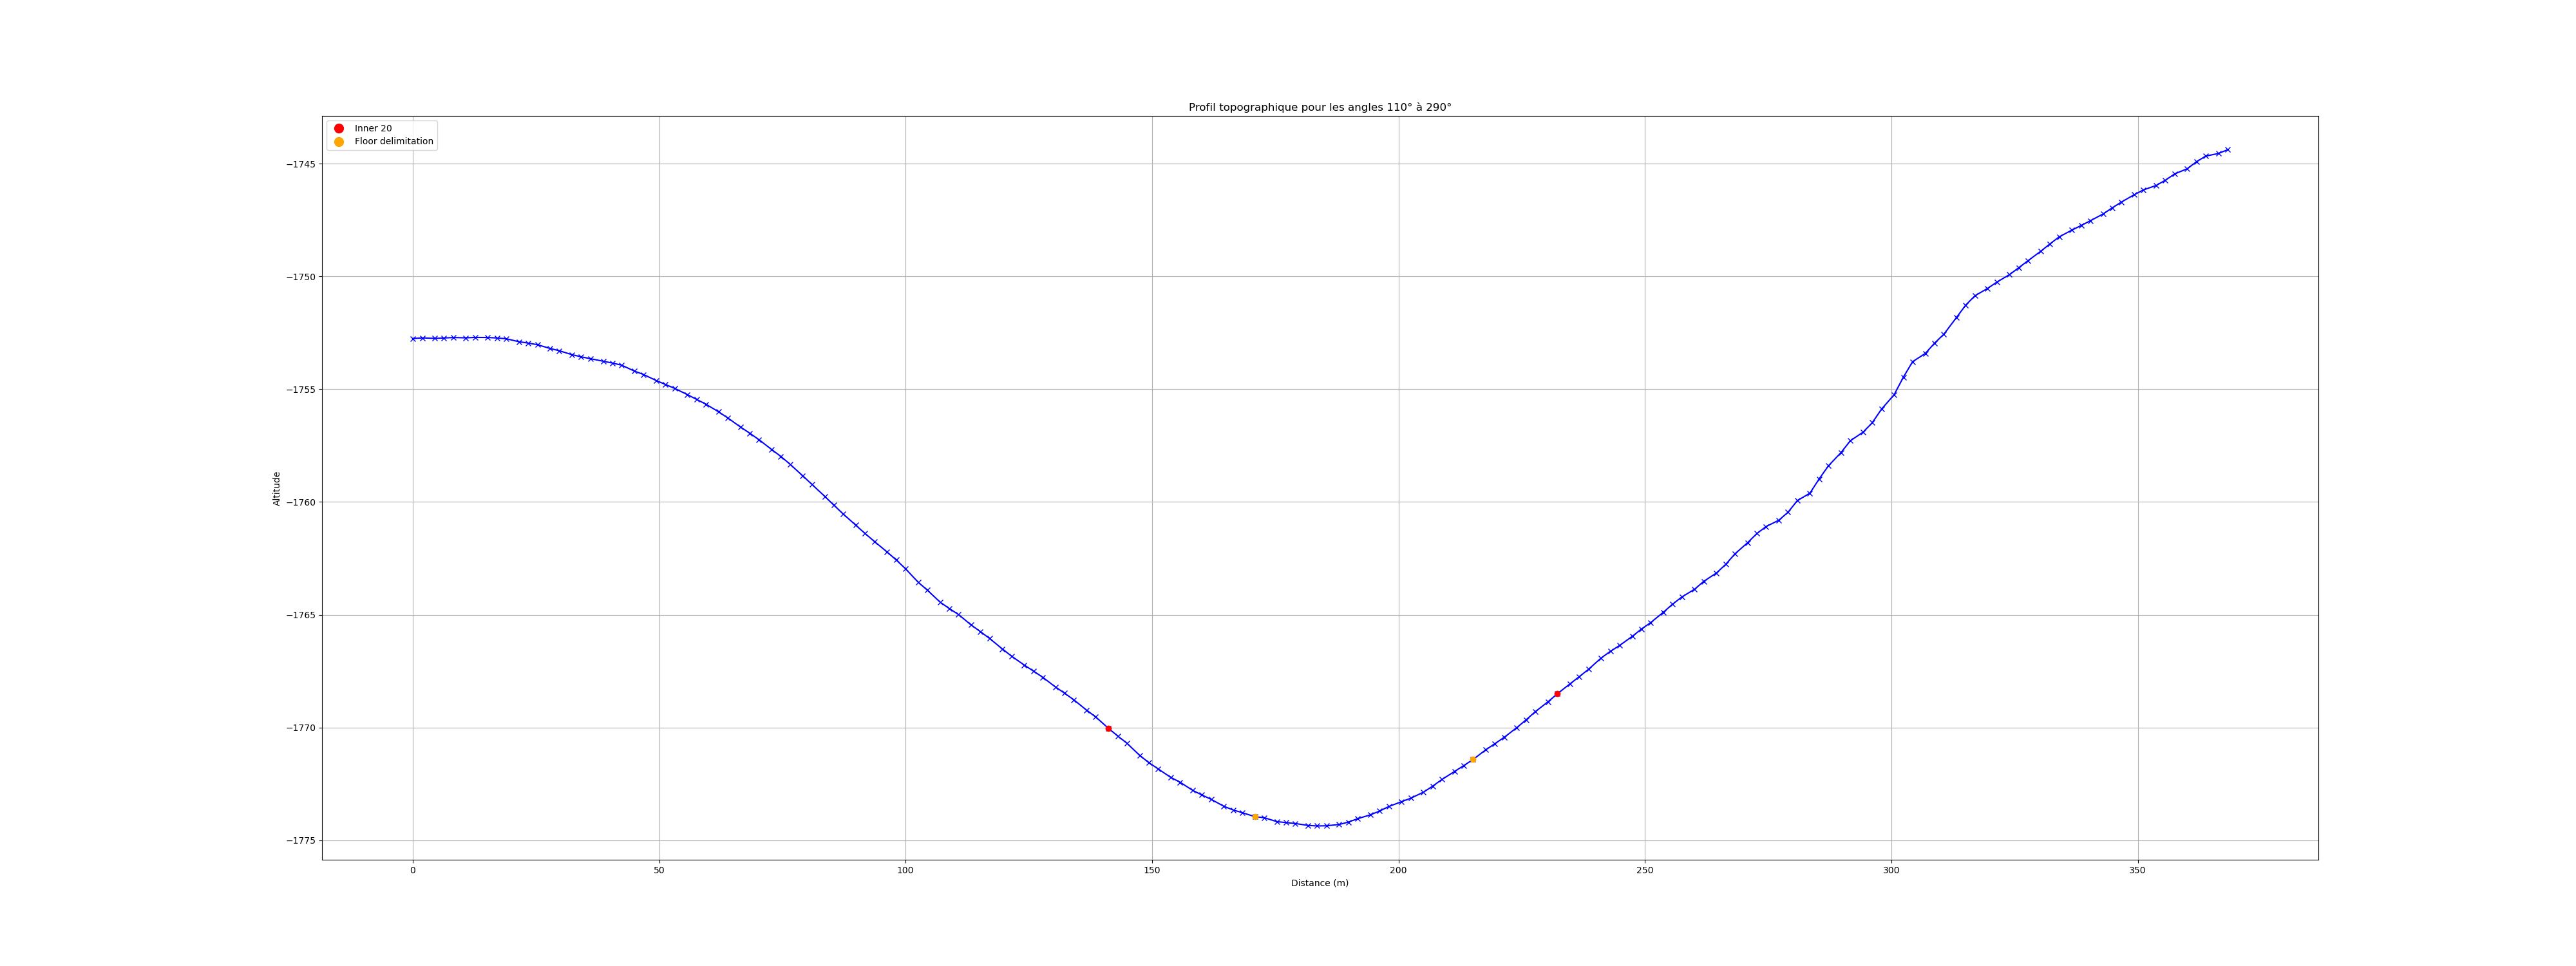 Profil topographique pour les angles 110° à 290°
Inner 20
Floor delimitation
−1745
−1750
−1755
−1760
−1765
−1770
−1775
Altitude
0 50 100 150 200 250 300 350
Distance (m)